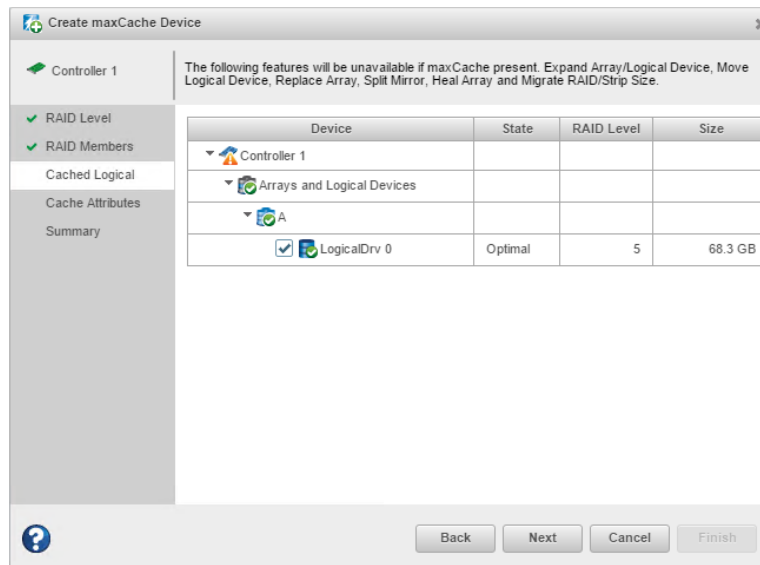 Create maxCache Device
Controller 1
The following features will be unavailable if maxCache present. Expand Array/Logical Device, Move
Logical Device, Replace Array, Split Mirror, Heal Array and Migrate RAID/Strip Size.
RAID Level
RAID Members
Cached Logical
Cache Attributes
Summary
Device State RAID Level Size
Controller 1
Arrays and Logical Devices
A
LogicalDrv 0 Optimal 5 68.3 GB
? Back Next Cancel Finish